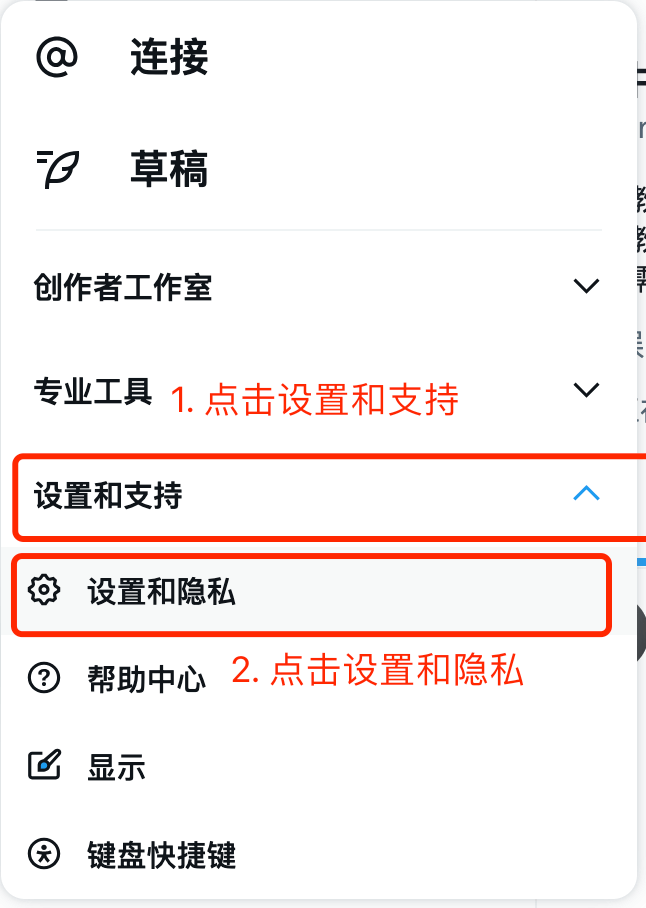 连接
草稿
创作者工作室
专业工具
1. 点击设置和支持
设置和支持
设置和隐私
帮助中心
2. 点击设置和隐私
显示
键盘快捷键